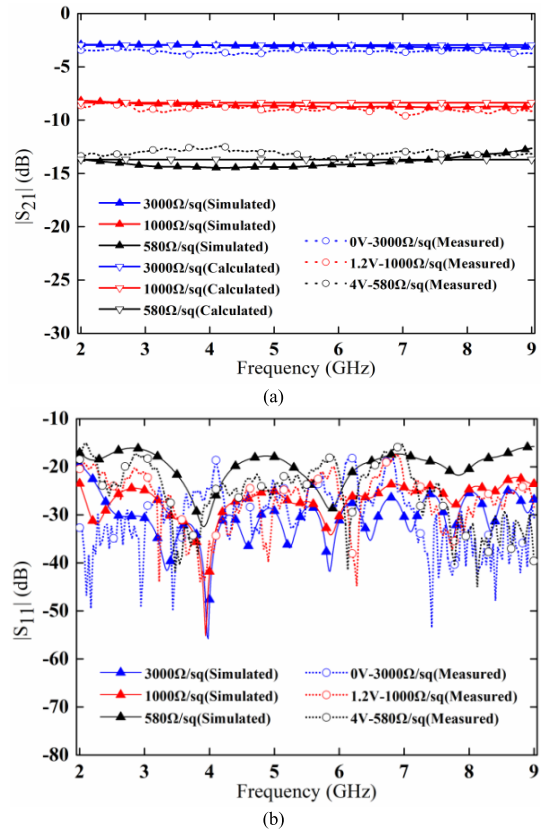 0
-5
-10
-15
-20
-25
-30
|S21| (dB)
3000Ω/sq(Simulated)
1000Ω/sq(Simulated)
580Ω/sq(Simulated)
3000Ω/sq(Calculated)
1000Ω/sq(Calculated)
580Ω/sq(Calculated)
0V-3000Ω/sq(Measured)
1.2V-1000Ω/sq(Measured)
4V-580Ω/sq(Measured)
2 3 4 5 6 7 8 9
Frequency (GHz)
(a)
-10
-20
-30
-40
-50
-60
-70
-80
|S11| (dB)
3000Ω/sq(Simulated)
1000Ω/sq(Simulated)
580Ω/sq(Simulated)
0V-3000Ω/sq(Measured)
1.2V-1000Ω/sq(Measured)
4V-580Ω/sq(Measured)
2 3 4 5 6 7 8 9
Frequency (GHz)
(b)